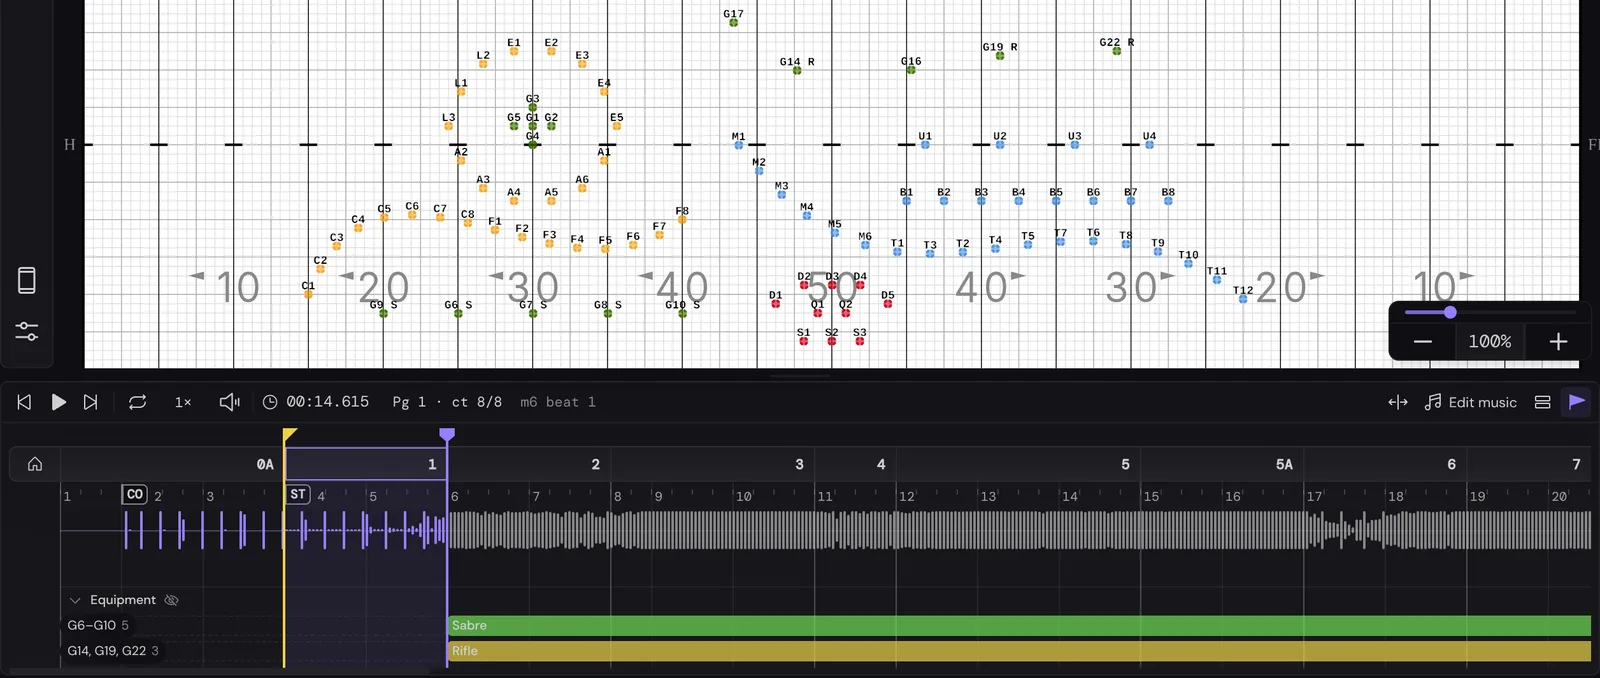 G17
E1 E2 G19 R G22 R
L2 E3 G14 R G16
L1 E4
G3
L3 G5 G1 G2 E5
H G4 M1 U1 U2 U3 U4
A2 A1
M2
A3 A6 M3
A4 A5 B1 B2 B3 B4 B5 B6 B7 B8
C5 C6 C7 C8 F8 M4
C4 F1 F2 F7 M5
C3 F3 F4 F5 F6 M6 T1 T3 T2 T4 T5 T7 T6 T8 T9
C2 T10
C1 D2 D3 D4 T11
10 20 30 40 50 40 30 20 10
D1 D5 T12
G9 S G6 S G7 S G8 S G10 S Q1 Q2
S1 S2 S3
100%
1× 00:14.615 Pg 1 · ct 8/8 m6 beat 1 Edit music
0A 1 2 3 4 5 5A 6 7
1 CO 2 3 ST 4 5 6 7 8 9 10 11 12 13 14 15 16 17 18 19 20
Equipment
G6–G10 5 Sabre
G14, G19, G22 3 Rifle